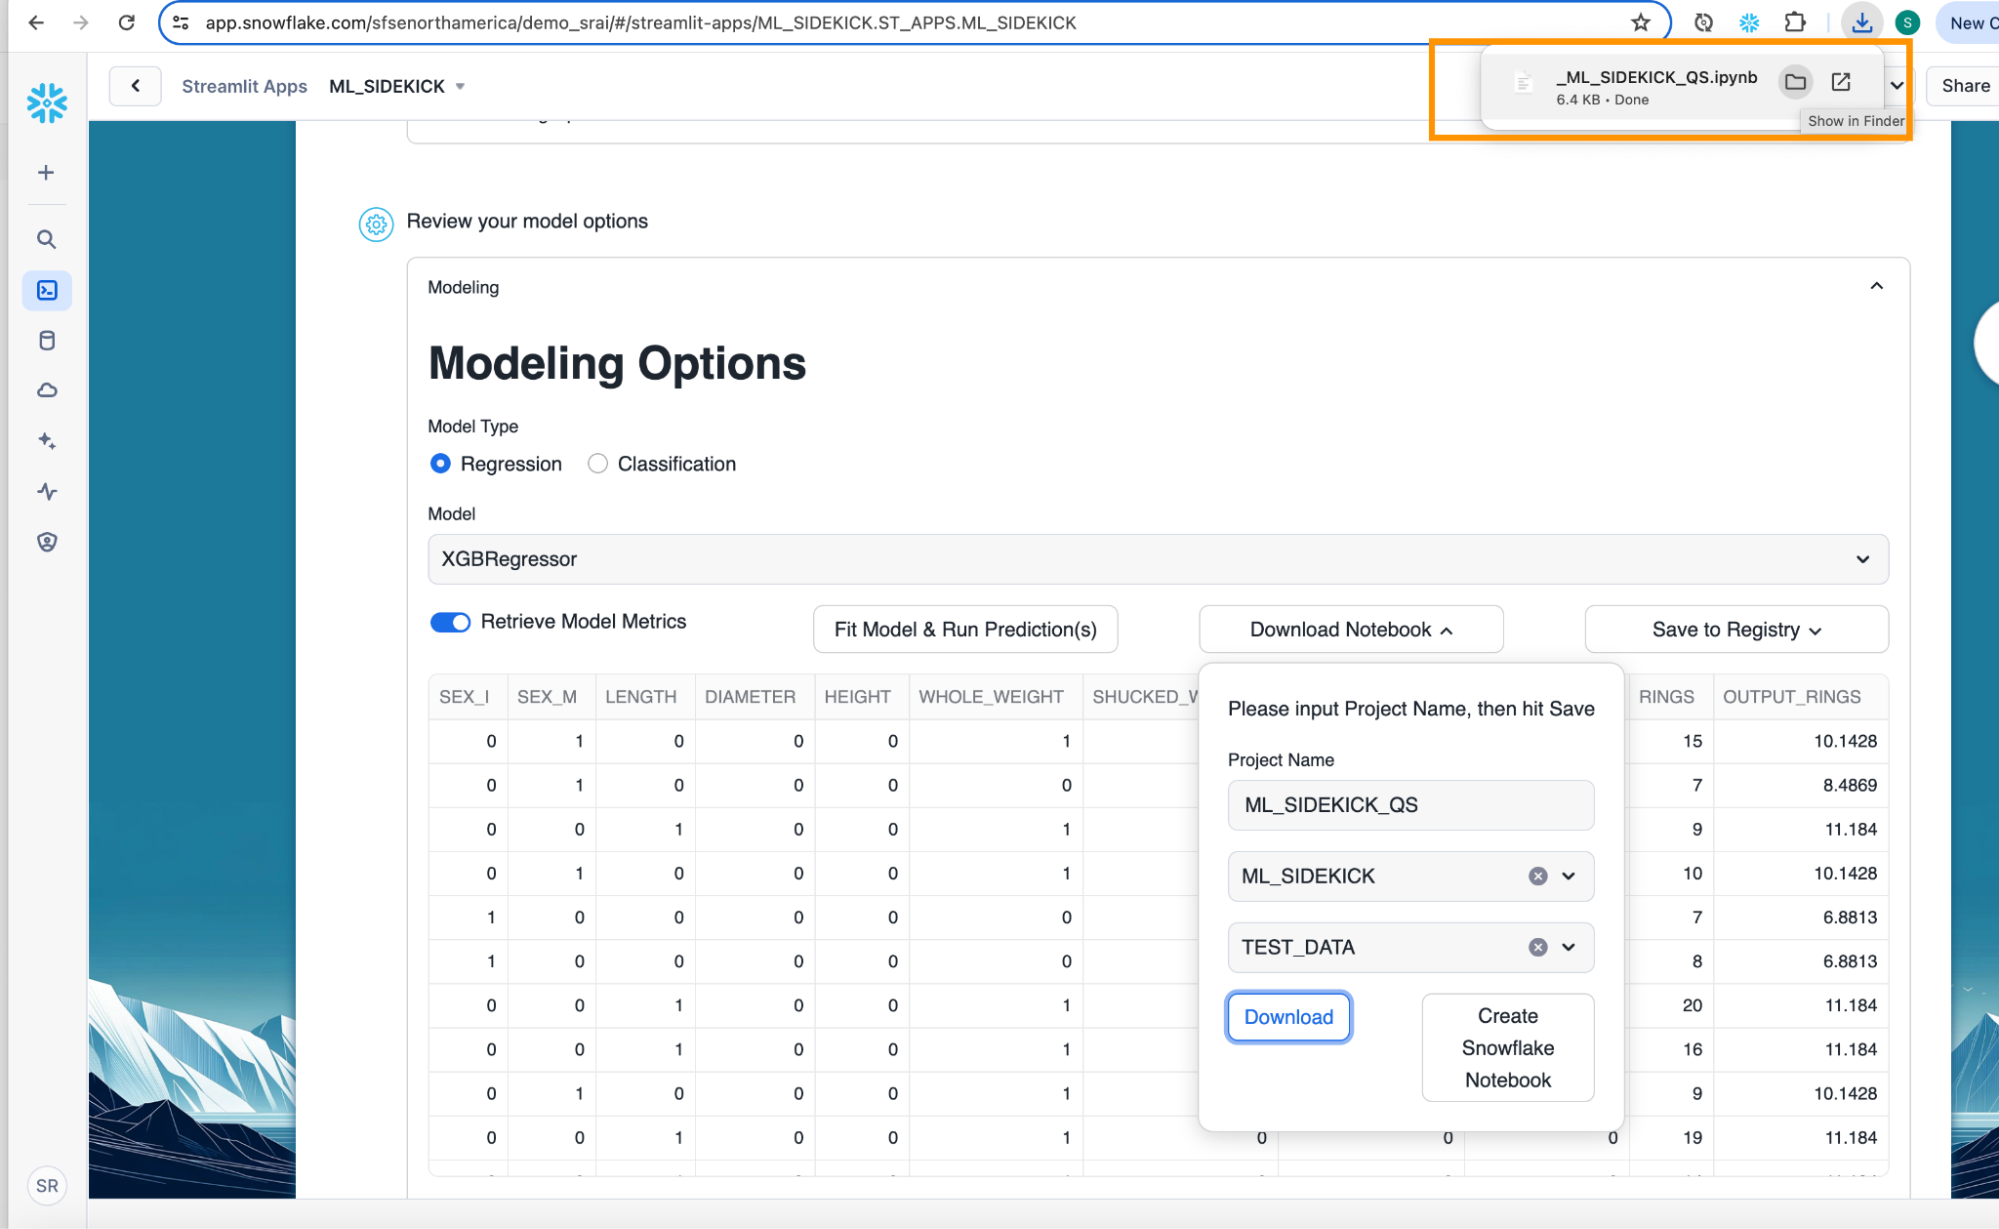 app.snowflake.com/sfsenorthamerica/demo_srai/#/streamlit-apps/ML_SIDEKICK.ST_APPS.ML_SIDEKICK
S
New C
Streamlit Apps
ML_SIDEKICK
_ML_SIDEKICK_QS.ipynb
6.4 KB • Done
Show in Finder
Share
Review your model options
Modeling
Modeling Options
Model Type
Regression
Classification
Model
XGBRegressor
Retrieve Model Metrics
Fit Model & Run Prediction(s)
Download Notebook
Save to Registry
SEX_I SEX_M LENGTH DIAMETER HEIGHT WHOLE_WEIGHT SHUCKED_W RINGS OUTPUT_RINGS
0 1 0 0 0 1 15 10.1428
0 1 0 0 0 0 7 8.4869
0 0 1 0 0 1 9 11.184
0 1 0 0 0 1 10 10.1428
1 0 0 0 0 0 7 6.8813
1 0 0 0 0 0 8 6.8813
0 0 1 0 0 1 20 11.184
0 0 1 0 0 1 16 11.184
0 1 0 0 0 1 9 10.1428
0 0 1 0 0 1 0 0 0 19 11.184
Please input Project Name, then hit Save
Project Name
ML_SIDEKICK_QS
ML_SIDEKICK
TEST_DATA
Download
Create
Snowflake
Notebook
SR